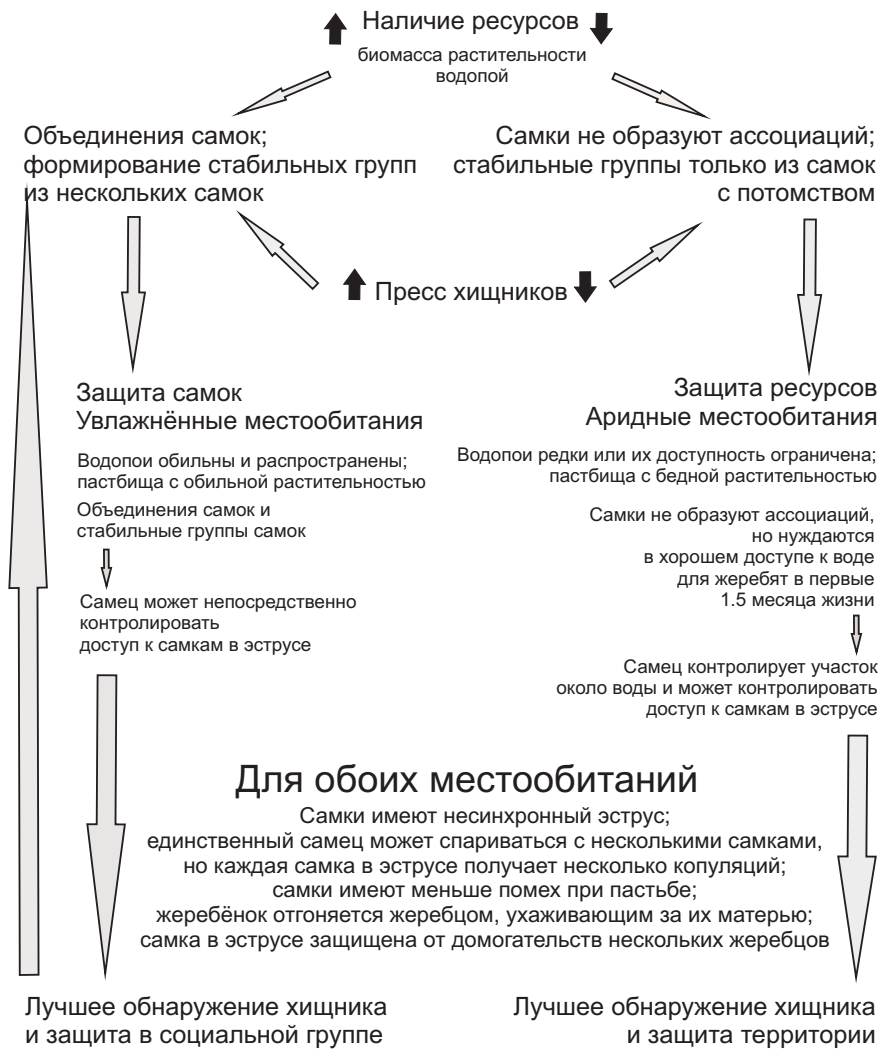 Наличие ресурсов
биомасса растительности
водопой
Объединения самок;
формирование стабильных групп
из нескольких самок
Самки не образуют ассоциаций;
стабильные группы только из самок
с потомством
Пресс хищников
Защита самок
Увлажнённые местообитания
Водопои обильны и распространены;
пастбища с обильной растительностью
Объединения самок и
стабильные группы самок
Самец может непосредственно
контролировать
доступ к самкам в эструсе
Защита ресурсов
Аридные местообитания
Водопои редки или их доступность ограничена;
пастбища с бедной растительностью
Самки не образуют ассоциаций,
но нуждаются
в хорошем доступе к воде
для жеребят в первые
1.5 месяца жизни
Самец контролирует участок
около воды и может контролировать
доступ к самкам в эструсе
Для обоих местообитаний
Самки имеют несинхронный эструс;
единственный самец может спариваться с несколькими самками,
но каждая самка в эструсе получает несколько копуляций;
самки имеют меньше помех при пастьбе;
жеребёнок отгоняется жеребцом, ухаживающим за их матерью;
самка в эструсе защищена от домогательств нескольких жеребцов
Лучшее обнаружение хищника
и защита в социальной группе
Лучшее обнаружение хищника
и защита территории